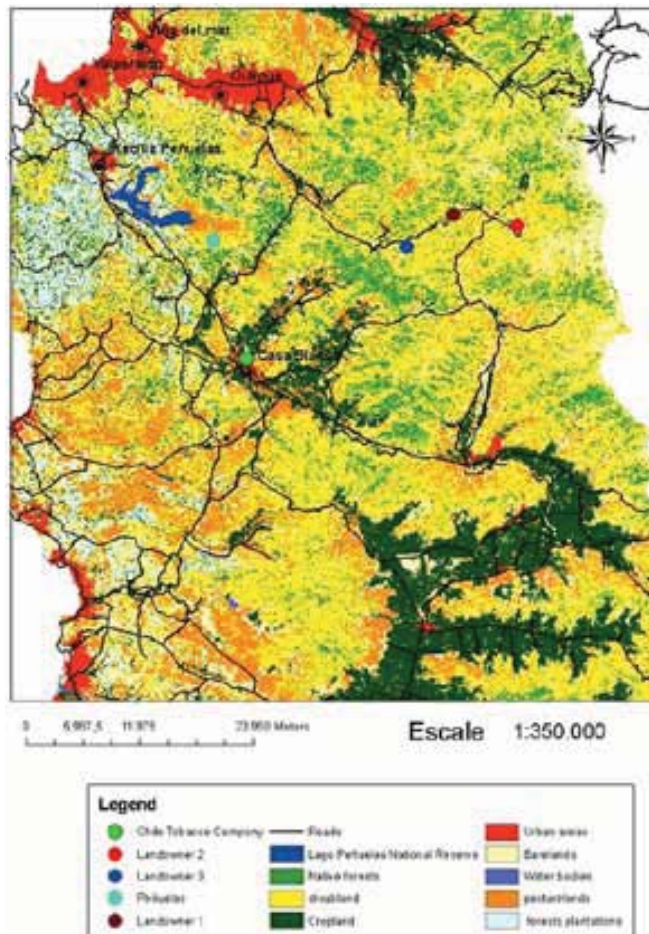 Viña del mar
Valparaiso
Quilpue
Placilla Peñuelas
Casablanca
0 5.987,5 11.975 23.950 Meters
Escale 1:350.000
Legend
Chile Tobacco Company
Landowner 2
Landowner 3
Peñuelas
Landowner 1
Roads
Lago Peñuelas National Reserve
Native forests
shrubland
Cropland
Urban areas
Barelands
Water bodies
pasturelands
forests plantations